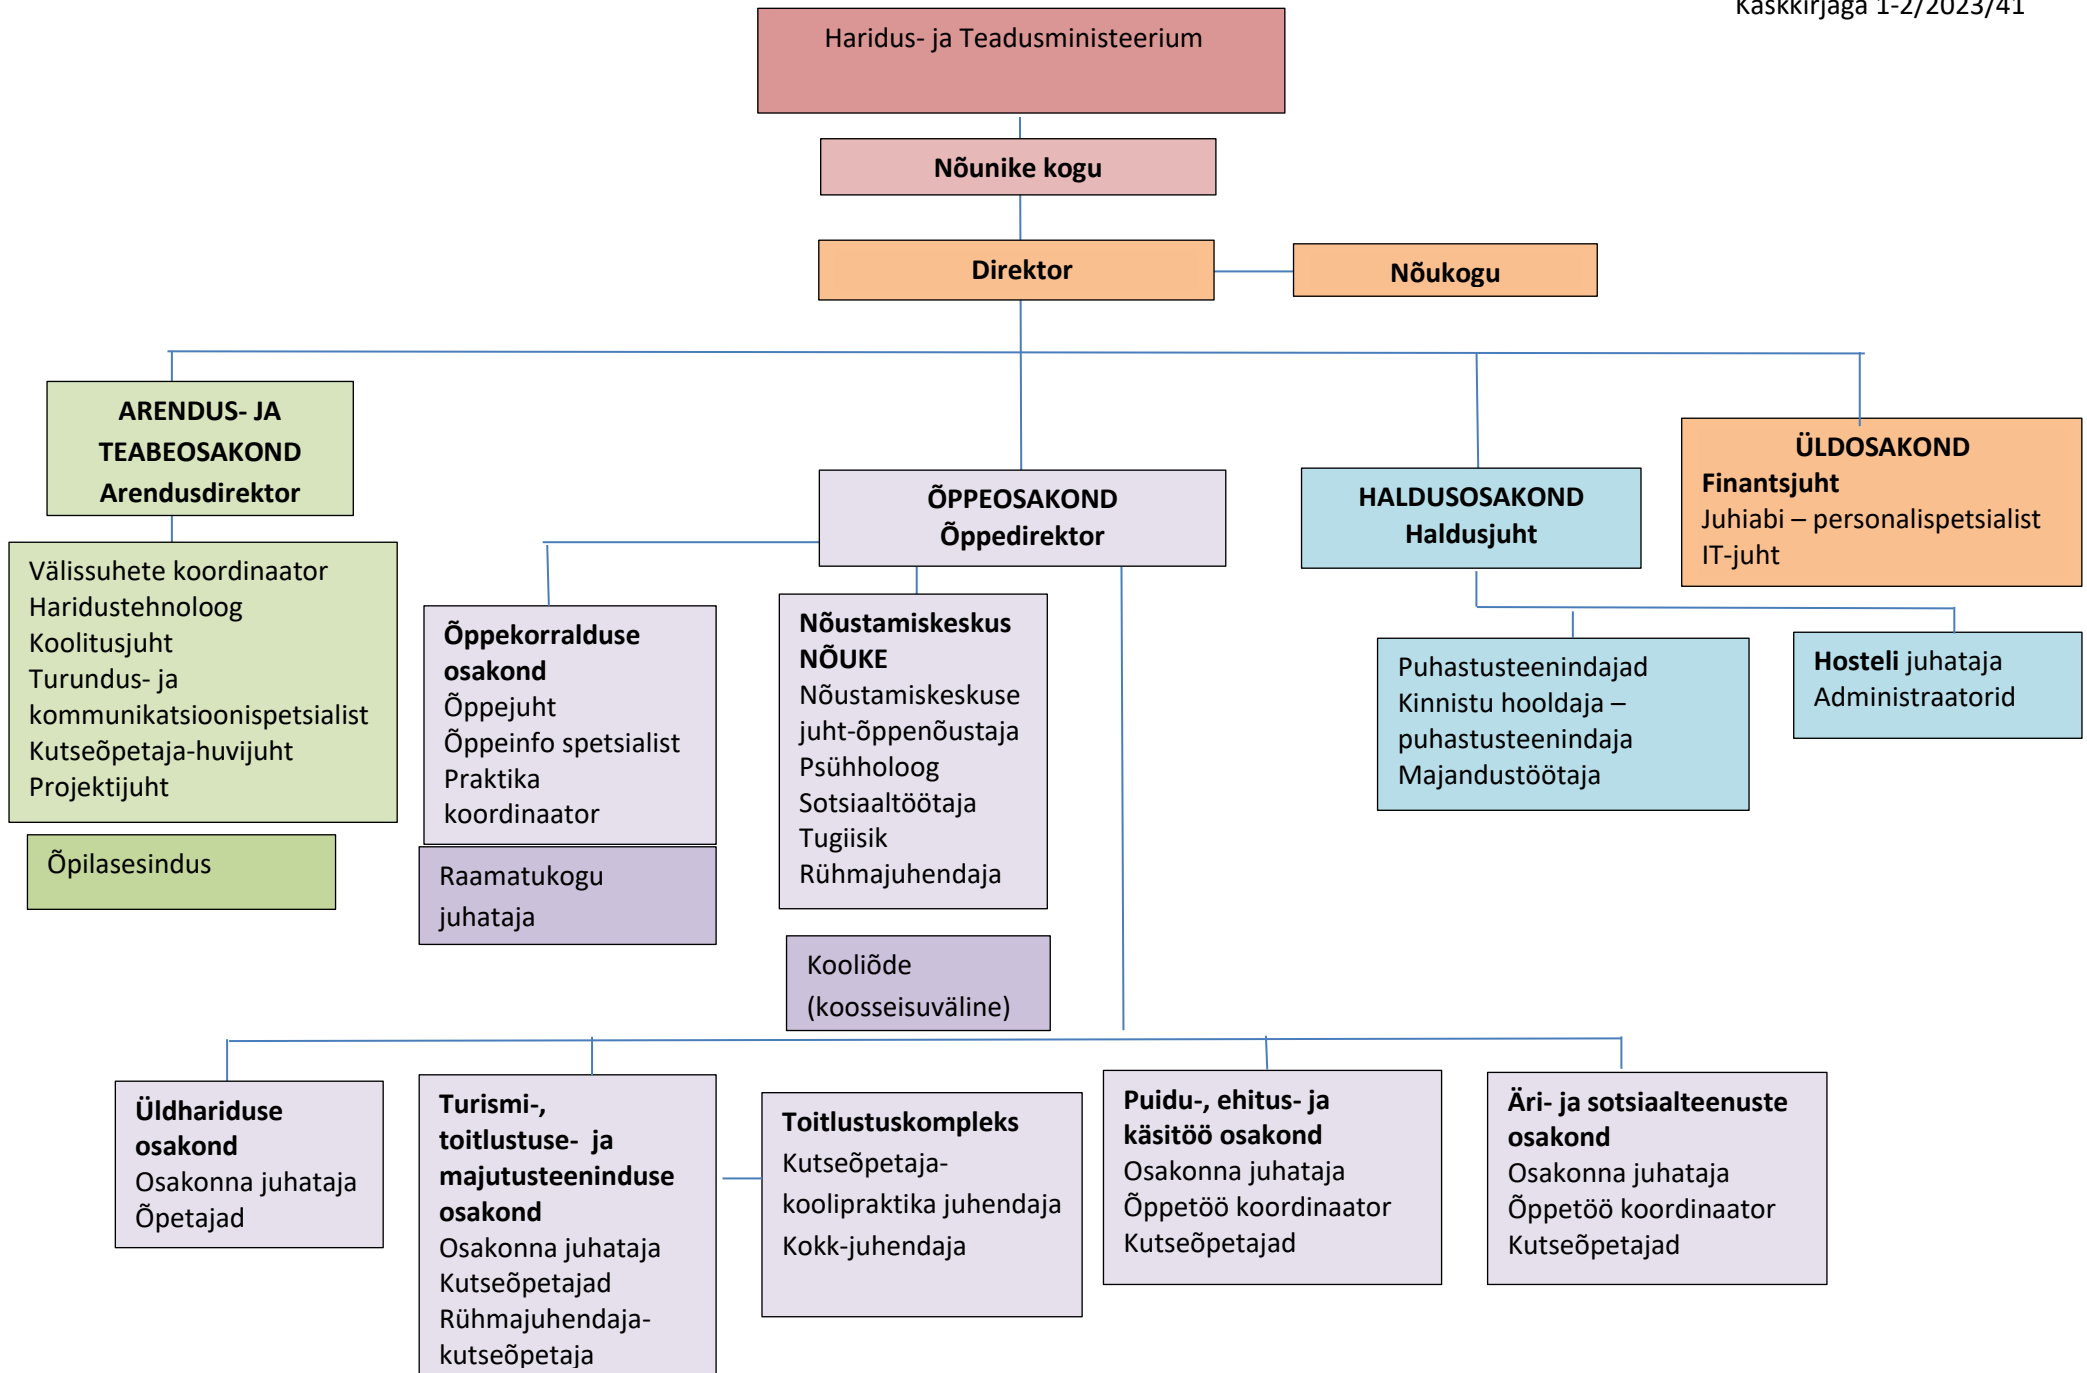 Käskkirjaga 1-2/2023/41
Haridus- ja Teadusministeerium
Nõunike kogu
Direktor
Nõukogu
ARENDUS- JA
TEABEOSAKOND
Arendusdirektor
ÜLDOSAKOND
Finantsjuht
Juhiabi – personalispetsialist
IT-juht
ÕPPEOSAKOND
Õppedirektor
HALDUSOSAKOND
Haldusjuht
Välissuhete koordinaator
Haridustehnoloog
Koolitusjuht
Turundus- ja
kommunikatsioonispetsialist
Kutseõpetaja-huvijuht
Projektijuht
Õpilasesindus
Õppekorralduse
osakond
Õppejuht
Õppeinfo spetsialist
Praktika
koordinaator
Raamatukogu
juhataja
Nõustamiskeskus
NÕUKE
Nõustamiskeskuse
juht-õppenõustaja
Psühholoog
Sotsiaaltöötaja
Tugiisik
Rühmajuhendaja
Kooliõde
(koosseisuväline)
Puhastusteenindajad
Kinnistu hooldaja –
puhastusteenindaja
Majandustöötaja
Hosteli juhataja
Administraatorid
Üldhariduse
osakond
Osakonna juhataja
Õpetajad
Turismi-,
toitlustuse- ja
majutusteeninduse
osakond
Osakonna juhataja
Kutseõpetajad
Rühmajuhendaja-
kutseõpetaja
Toitlustuskompleks
Kutseõpetaja-
koolipraktika juhendaja
Kokk-juhendaja
Puidu-, ehitus- ja
käsitöö osakond
Osakonna juhataja
Õppetöö koordinaator
Kutseõpetajad
Äri- ja sotsiaalteenuste
osakond
Osakonna juhataja
Õppetöö koordinaator
Kutseõpetajad